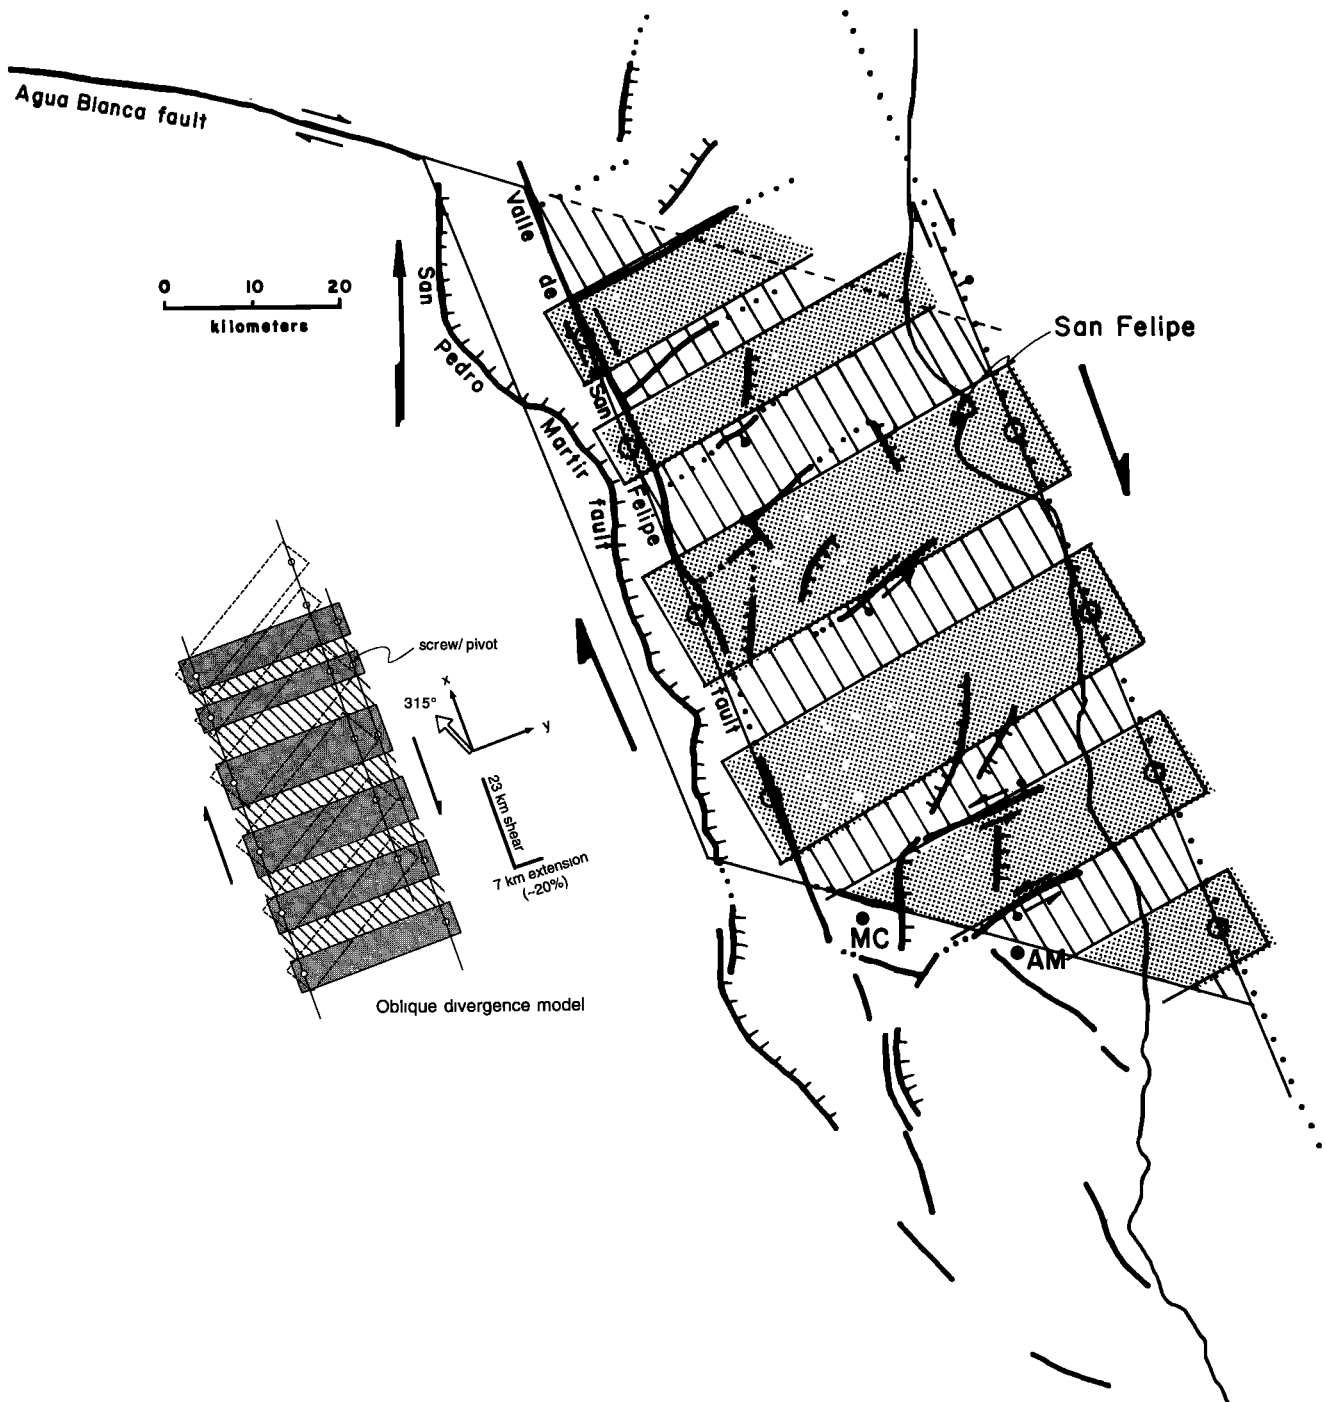 Agua Blanca fault
0 10 20
kilometers
San Pedro Martir fault
Valle de San Felipe fault
San Felipe
screw/pivot
315°
x
y
23 km shear
7 km extension
(~20%)
Oblique divergence model
MC
AM